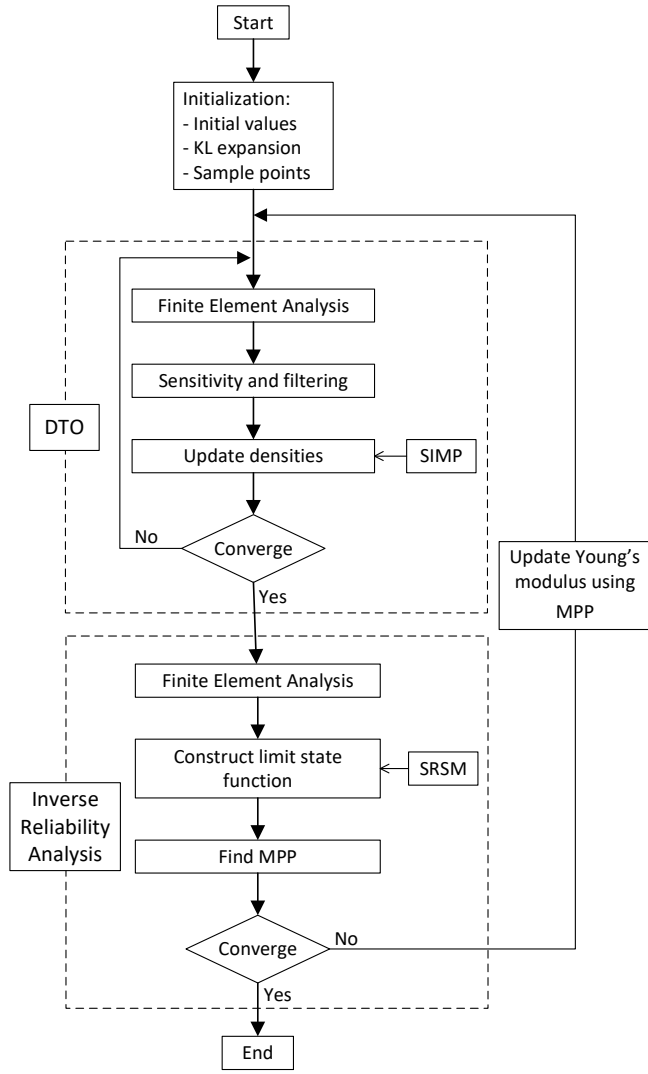 Start
Initialization:
- Initial values
- KL expansion
- Sample points
Finite Element Analysis
Sensitivity and filtering
DTO
Update densities
SIMP
No
Converge
Yes
Update Young’s
modulus using
MPP
Finite Element Analysis
Construct limit state
function
SRSM
Inverse
Reliability
Analysis
Find MPP
Converge
No
Yes
End